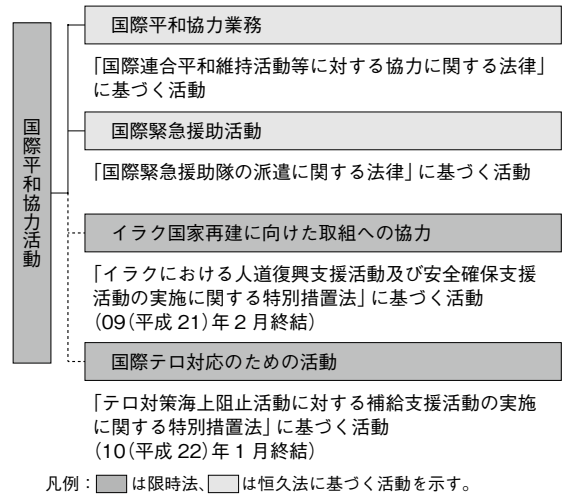 国際平和協力活動
国際平和協力業務
「国際連合平和維持活動等に対する協力に関する法律」
に基づく活動
国際緊急援助活動
「国際緊急援助隊の派遣に関する法律」に基づく活動
イラク国家再建に向けた取組への協力
「イラクにおける人道復興支援活動及び安全確保支援
活動の実施に関する特別措置法」に基づく活動
(09(平成 21)年 2 月終結)
国際テロ対応のための活動
「テロ対策海上阻止活動に対する補給支援活動の実施
に関する特別措置法」に基づく活動
(10(平成 22)年 1 月終結)
凡例：は限時法、は恒久法に基づく活動を示す。